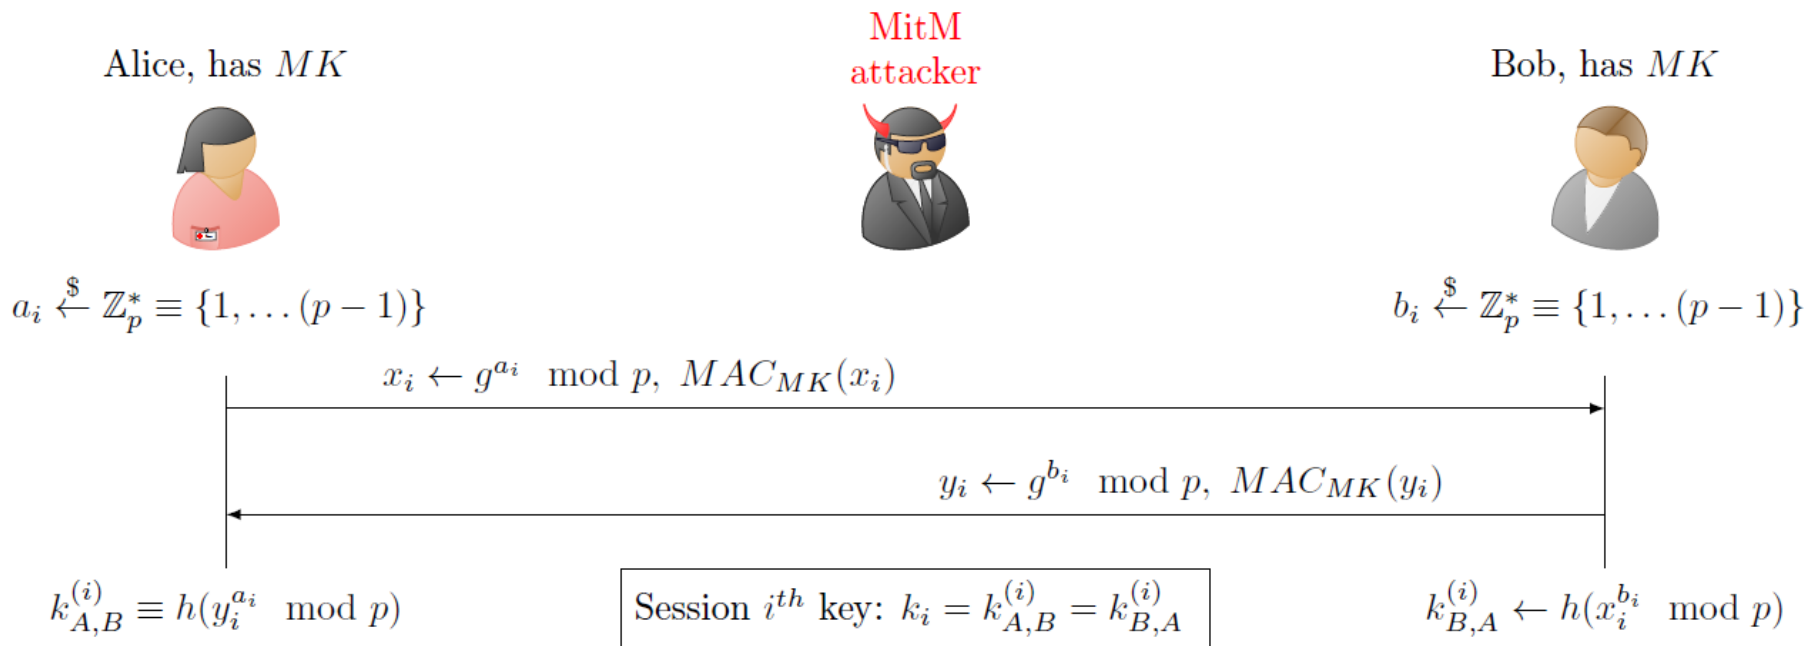 MitM
attacker
Alice, has MK
Bob, has MK
a_i ←^$ ℤ_p^* ≡ {1, … (p − 1)}
b_i ←^$ ℤ_p^* ≡ {1, … (p − 1)}
x_i ← g^{a_i} mod p, MAC_{MK}(x_i)
y_i ← g^{b_i} mod p, MAC_{MK}(y_i)
k_{A,B}^{(i)} ≡ h(y_i^{a_i} mod p)
Session i^{th} key: k_i = k_{A,B}^{(i)} = k_{B,A}^{(i)}
k_{B,A}^{(i)} ← h(x_i^{b_i} mod p)